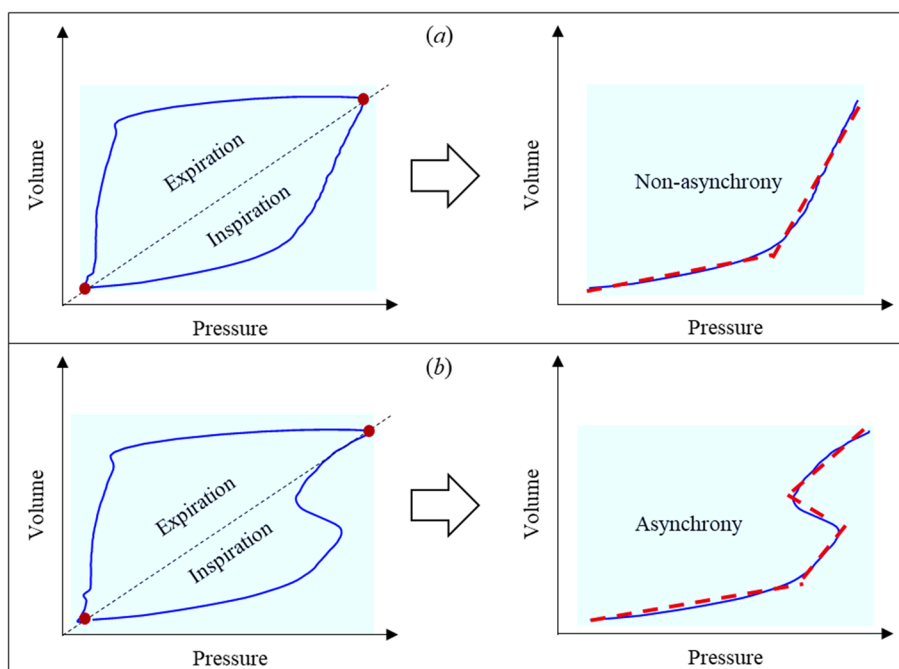 (a)
Volume
Expiration
Inspiration
Pressure
Volume
Non-asynchrony
Pressure
(b)
Volume
Expiration
Inspiration
Pressure
Volume
Asynchrony
Pressure